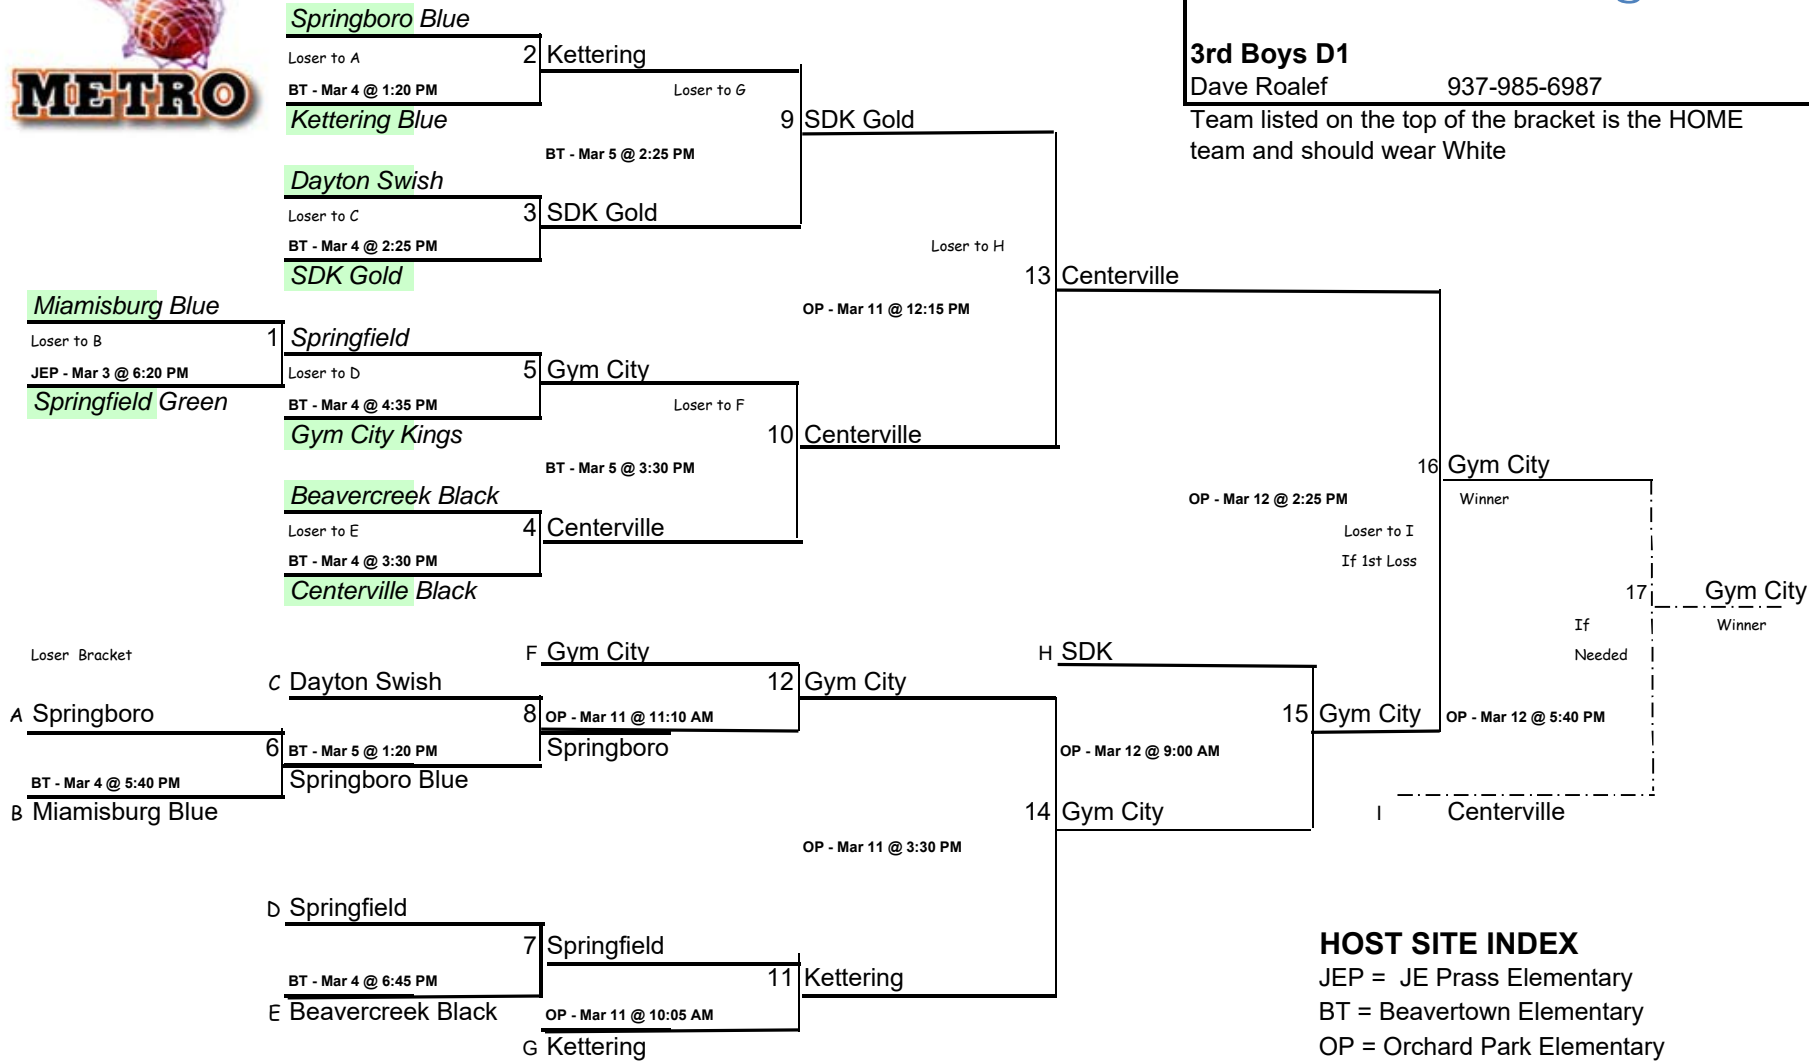 METRO
3rd Boys D1
Dave Roalef 937-985-6987
Team listed on the top of the bracket is the HOME
team and should wear White
Springboro Blue
Loser to A
2 Kettering
BT - Mar 4 @ 1:20 PM
Loser to G
Kettering Blue
9 SDK Gold
BT - Mar 5 @ 2:25 PM
Dayton Swish
Loser to C
3 SDK Gold
BT - Mar 4 @ 2:25 PM
Loser to H
SDK Gold
13 Centerville
Miamisburg Blue
OP - Mar 11 @ 12:15 PM
Loser to B
1 Springfield
JEP - Mar 3 @ 6:20 PM
Loser to D
5 Gym City
Springfield Green
BT - Mar 4 @ 4:35 PM
Loser to F
Gym City Kings
10 Centerville
BT - Mar 5 @ 3:30 PM
16 Gym City
Beavercreek Black
OP - Mar 12 @ 2:25 PM
Winner
Loser to E
4 Centerville
Loser to I
BT - Mar 4 @ 3:30 PM
If 1st Loss
Centerville Black
17 Gym City
If
Winner
Needed
Loser Bracket
F Gym City
H SDK
C Dayton Swish
12 Gym City
A Springboro
8 OP - Mar 11 @ 11:10 AM
15 Gym City
OP - Mar 12 @ 5:40 PM
6 BT - Mar 5 @ 1:20 PM
Springboro
OP - Mar 12 @ 9:00 AM
BT - Mar 4 @ 5:40 PM
Springboro Blue
B Miamisburg Blue
14 Gym City
I Centerville
OP - Mar 11 @ 3:30 PM
D Springfield
7 Springfield
BT - Mar 4 @ 6:45 PM
11 Kettering
E Beavercreek Black
OP - Mar 11 @ 10:05 AM
G Kettering
HOST SITE INDEX
JEP = JE Prass Elementary
BT = Beavertown Elementary
OP = Orchard Park Elementary